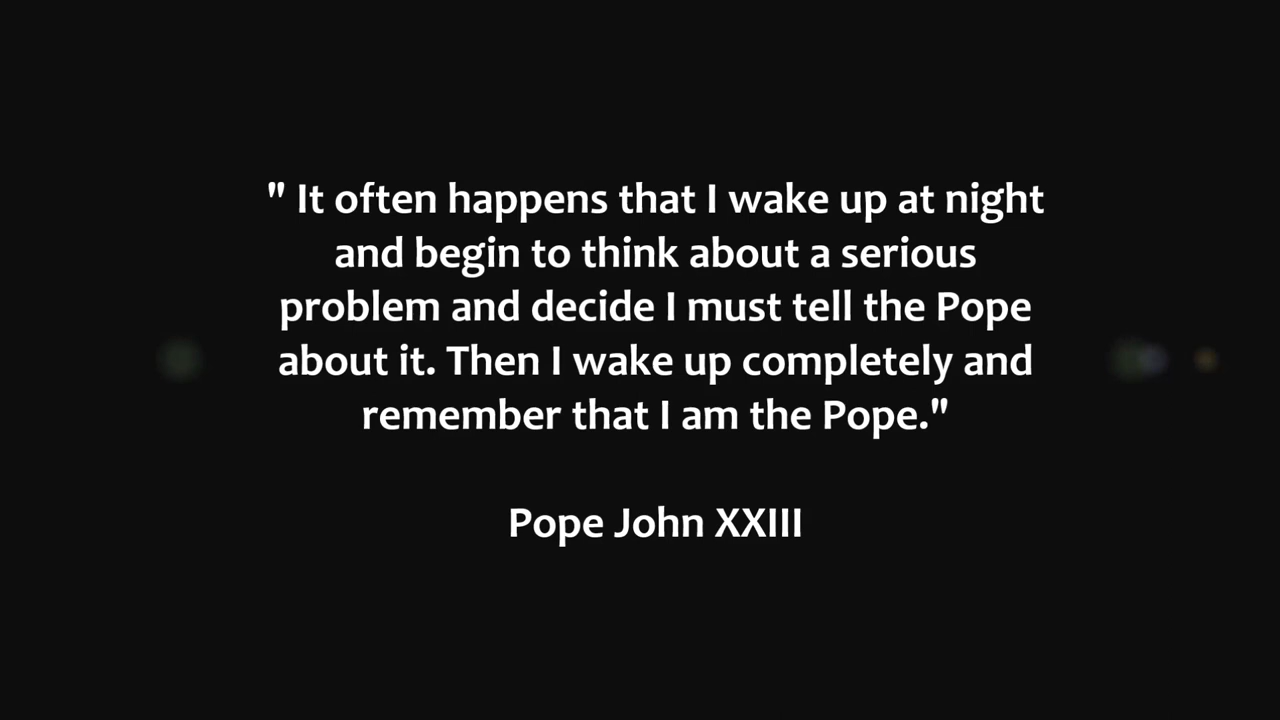 " It often happens that I wake up at night
and begin to think about a serious
problem and decide I must tell the Pope
about it. Then I wake up completely and
remember that I am the Pope."
Pope John XXIII